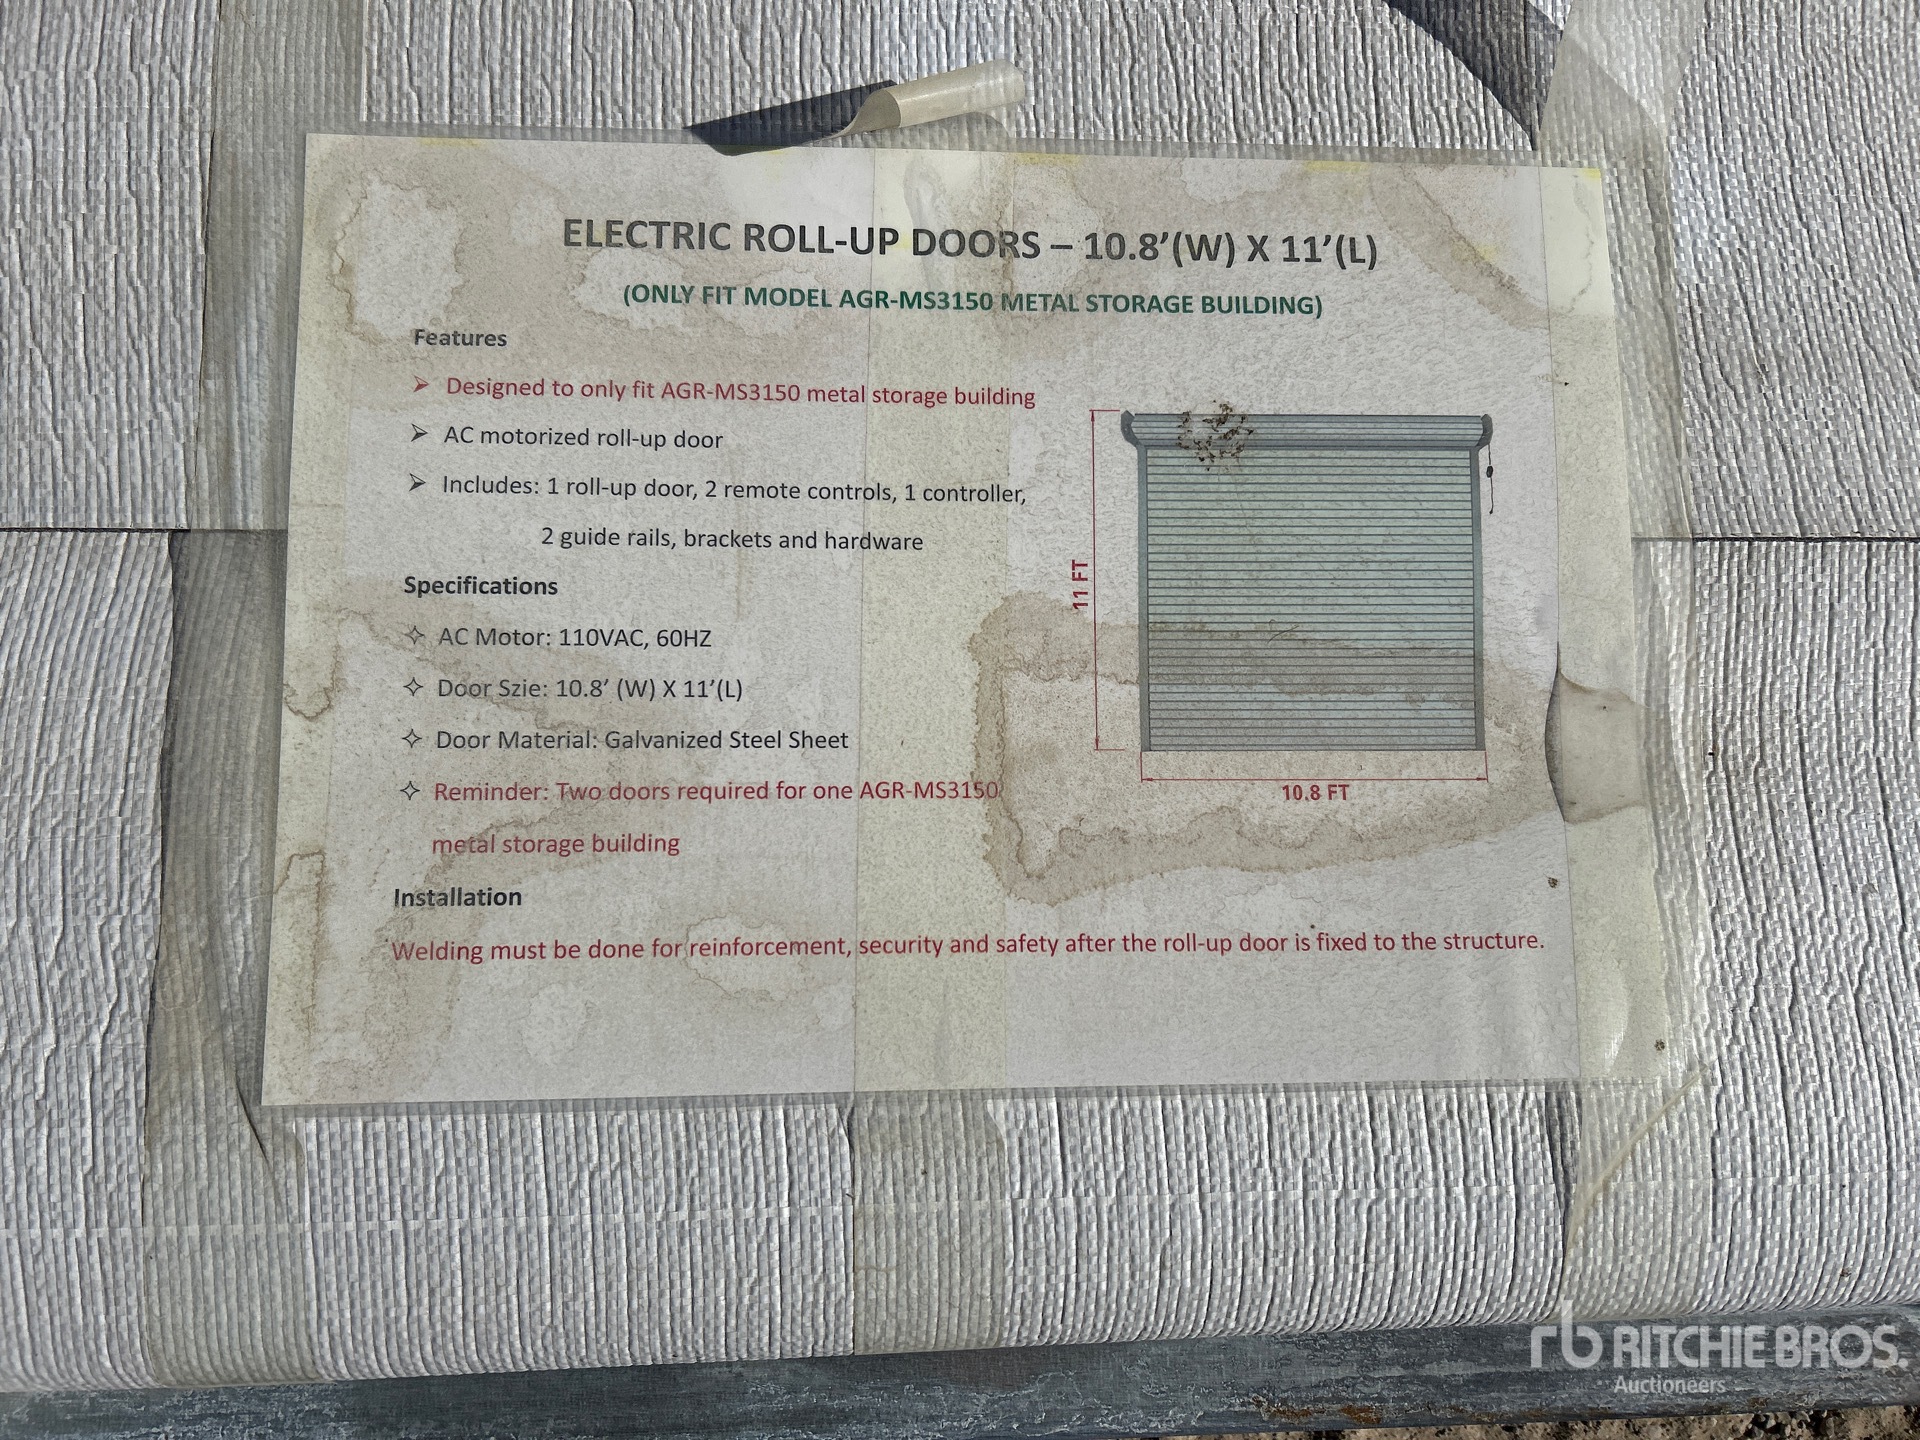 ELECTRIC ROLL-UP DOORS – 10.8’(W) X 11’(L)
(ONLY FIT MODEL AGR-MS3150 METAL STORAGE BUILDING)
Features
➢ Designed to only fit AGR-MS3150 metal storage building
➢ AC motorized roll-up door
➢ Includes: 1 roll-up door, 2 remote controls, 1 controller,
2 guide rails, brackets and hardware
Specifications
✧ AC Motor: 110VAC, 60HZ
✧ Door Szie: 10.8’ (W) X 11’(L)
✧ Door Material: Galvanized Steel Sheet
✧ Reminder: Two doors required for one AGR-MS3150
metal storage building
11 FT
10.8 FT
Installation
Welding must be done for reinforcement, security and safety after the roll-up door is fixed to the structure.
rb RITCHIE BROS.
Auctioneers